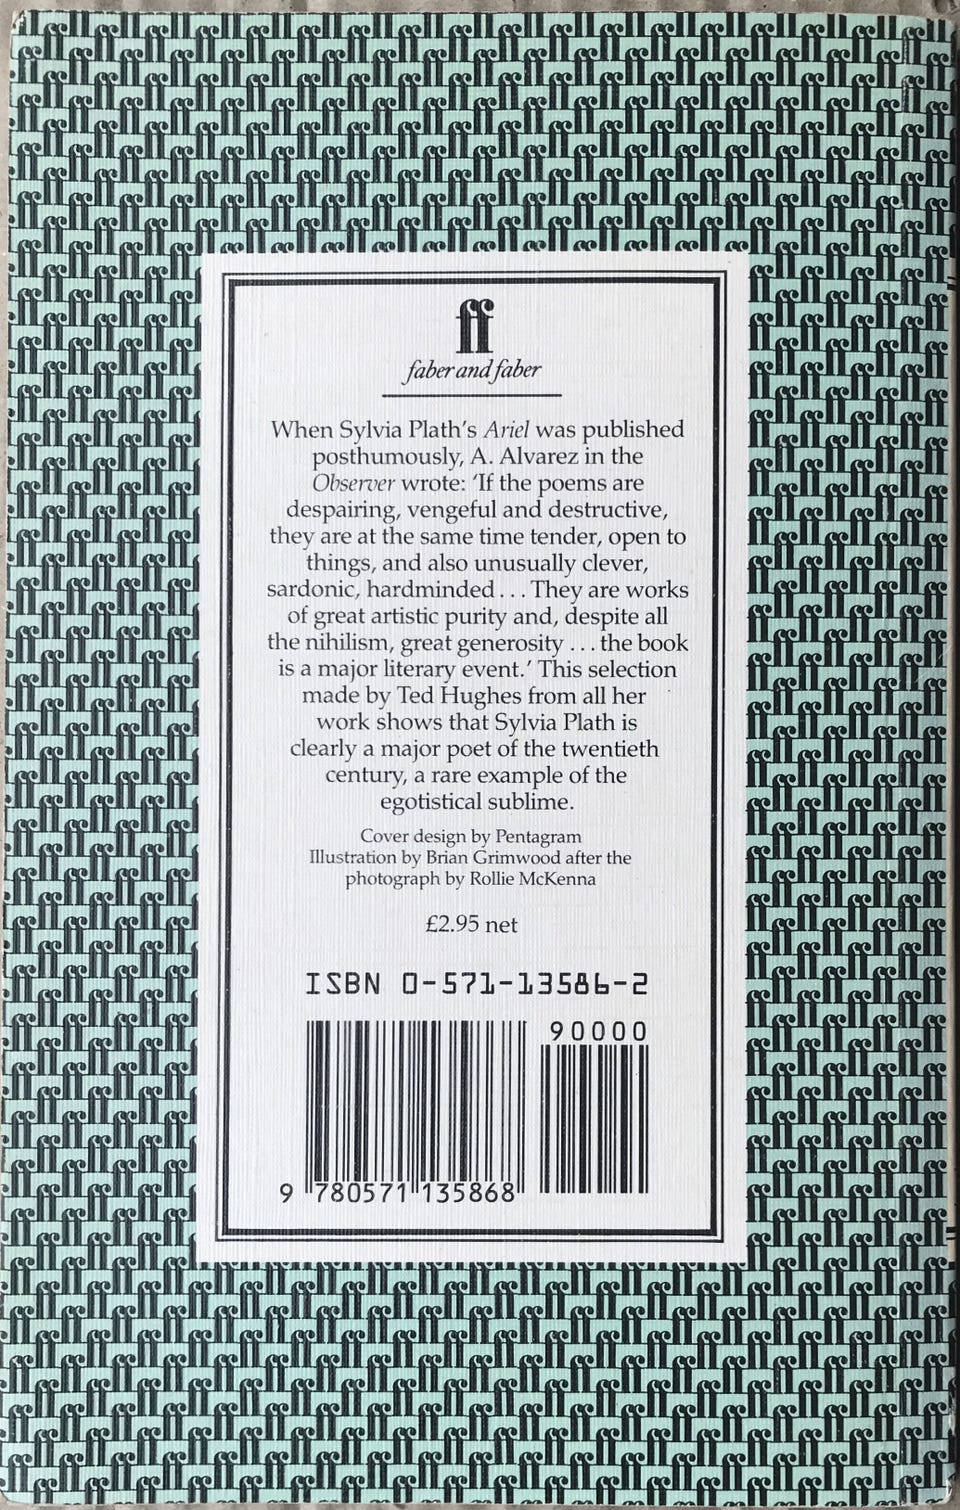 ff
faber and faber
When Sylvia Plath's Ariel was published
posthumously, A. Alvarez in the
Observer wrote: 'If the poems are
despairing, vengeful and destructive,
they are at the same time tender, open to
things, and also unusually clever,
sardonic, hardminded . . . They are works
of great artistic purity and, despite all
the nihilism, great generosity . . . the book
is a major literary event.' This selection
made by Ted Hughes from all her
work shows that Sylvia Plath is
clearly a major poet of the twentieth
century, a rare example of the
egotistical sublime.
Cover design by Pentagram
Illustration by Brian Grimwood after the
photograph by Rollie McKenna
£2.95 net
ISBN 0-571-13586-2
90000
9 780571 135868